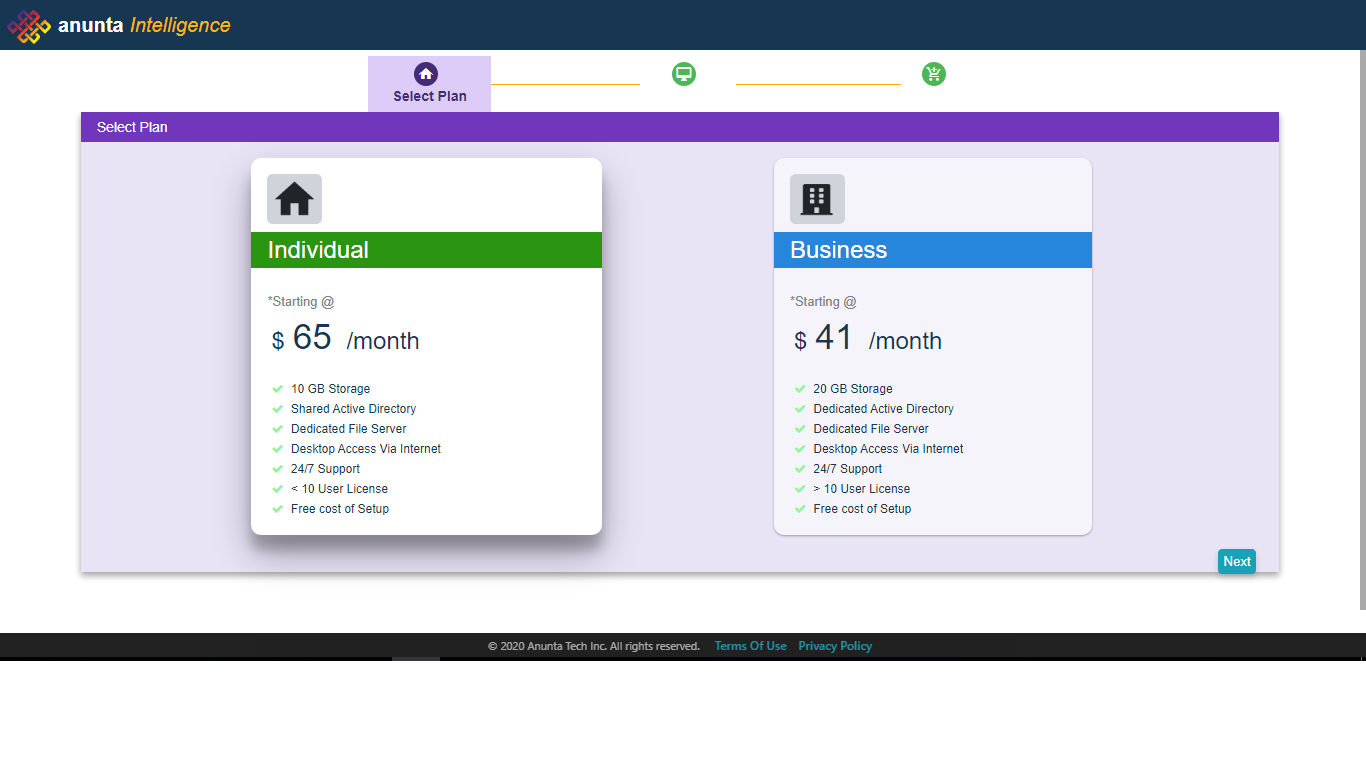 anunta Intelligence
Select Plan
Select Plan
Individual
*Starting @
$ 65 /month
10 GB Storage
Shared Active Directory
Dedicated File Server
Desktop Access Via Internet
24/7 Support
< 10 User License
Free cost of Setup
Business
*Starting @
$ 41 /month
20 GB Storage
Dedicated Active Directory
Dedicated File Server
Desktop Access Via Internet
24/7 Support
> 10 User License
Free cost of Setup
Next
© 2020 Anunta Tech Inc. All rights reserved. Terms Of Use Privacy Policy